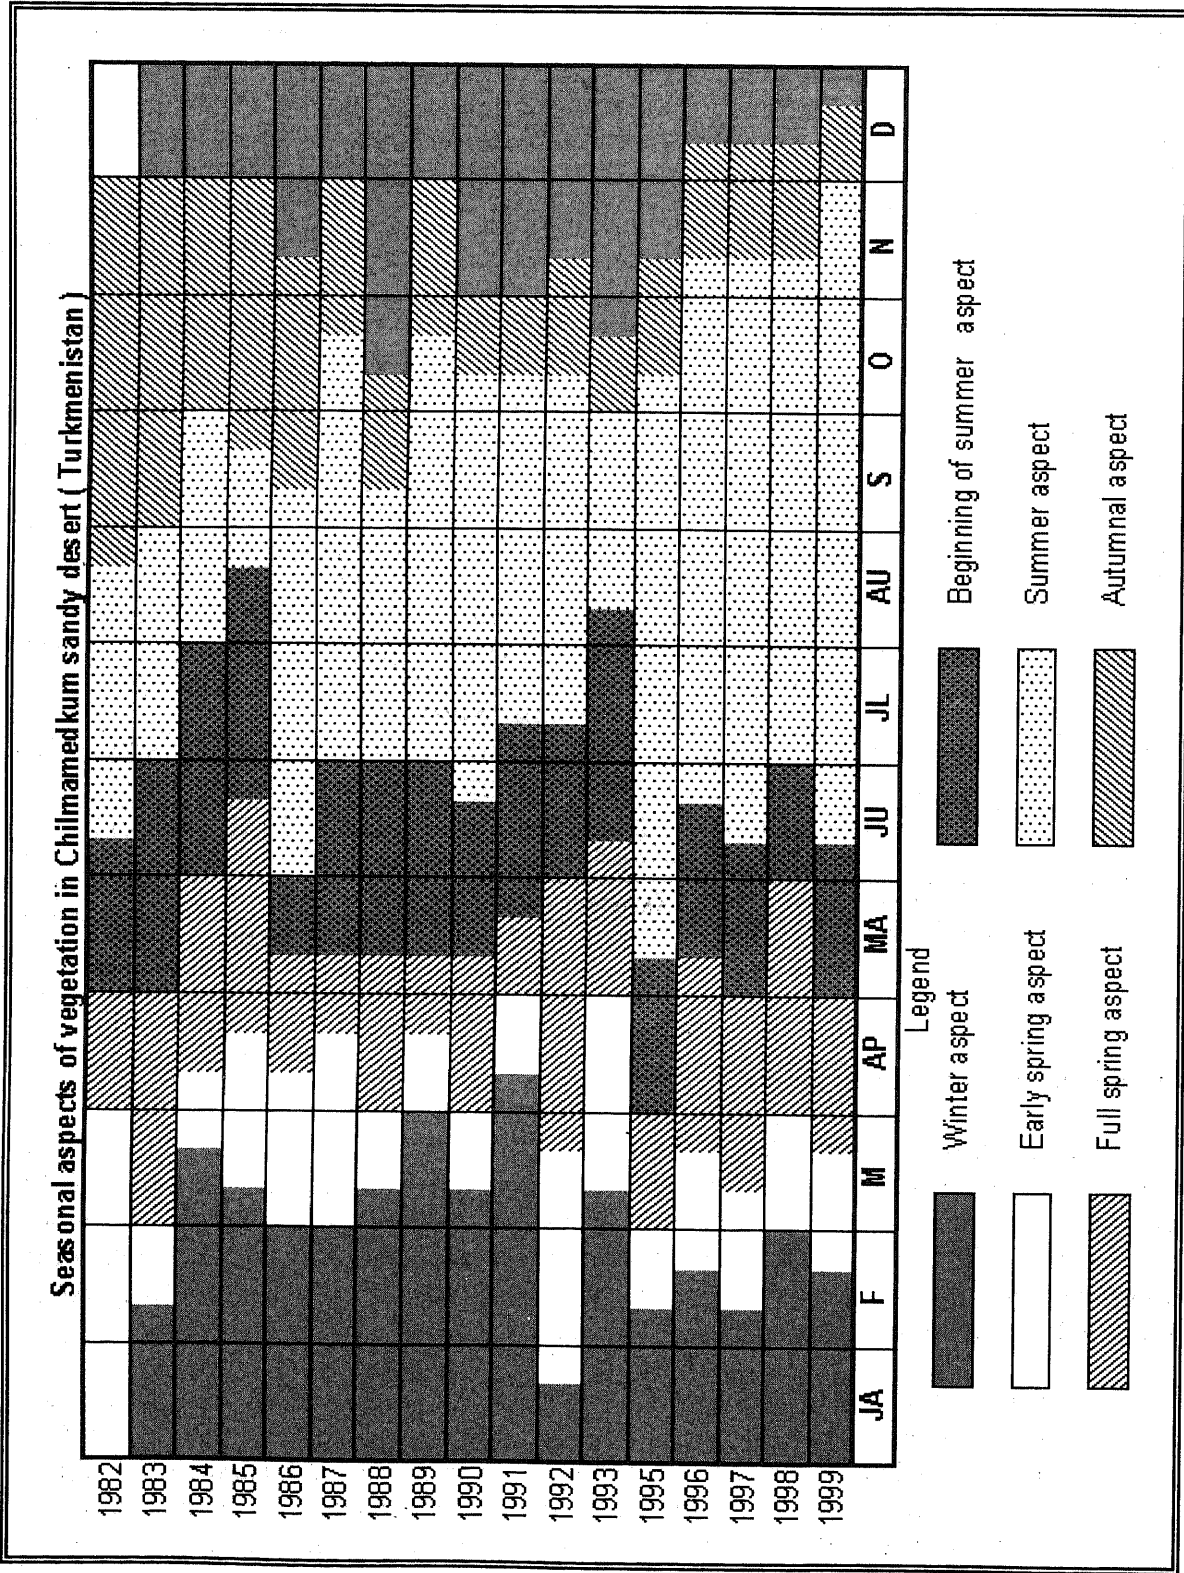 Seasonal aspects of vegetation in Chilmamedkum sandy desert ( Turkmenistan )
1982
1983
1984
1985
1986
1987
1988
1989
1990
1991
1992
1993
1995
1996
1997
1998
1999
JA F M AP MA JU JL AU S O N D
Legend
Winter aspect Beginning of summer aspect
Early spring aspect Summer aspect
Full spring aspect Autumnal aspect